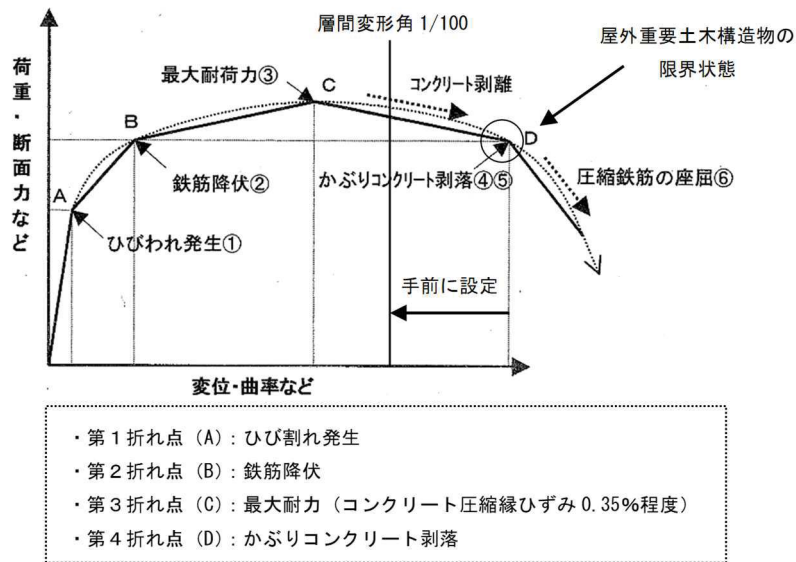 層間変形角 1/100
屋外重要土木構造物の
限界状態
荷重・断面力など
最大耐荷力③
C
コンクリート剥離
B
D
鉄筋降伏②
かぶりコンクリート剥落④⑤
圧縮鉄筋の座屈⑥
A
ひびわれ発生①
手前に設定
変位・曲率など
・第１折れ点（A）：ひび割れ発生
・第２折れ点（B）：鉄筋降伏
・第３折れ点（C）：最大耐力（コンクリート圧縮縁ひずみ 0.35％程度）
・第４折れ点（D）：かぶりコンクリート剥落